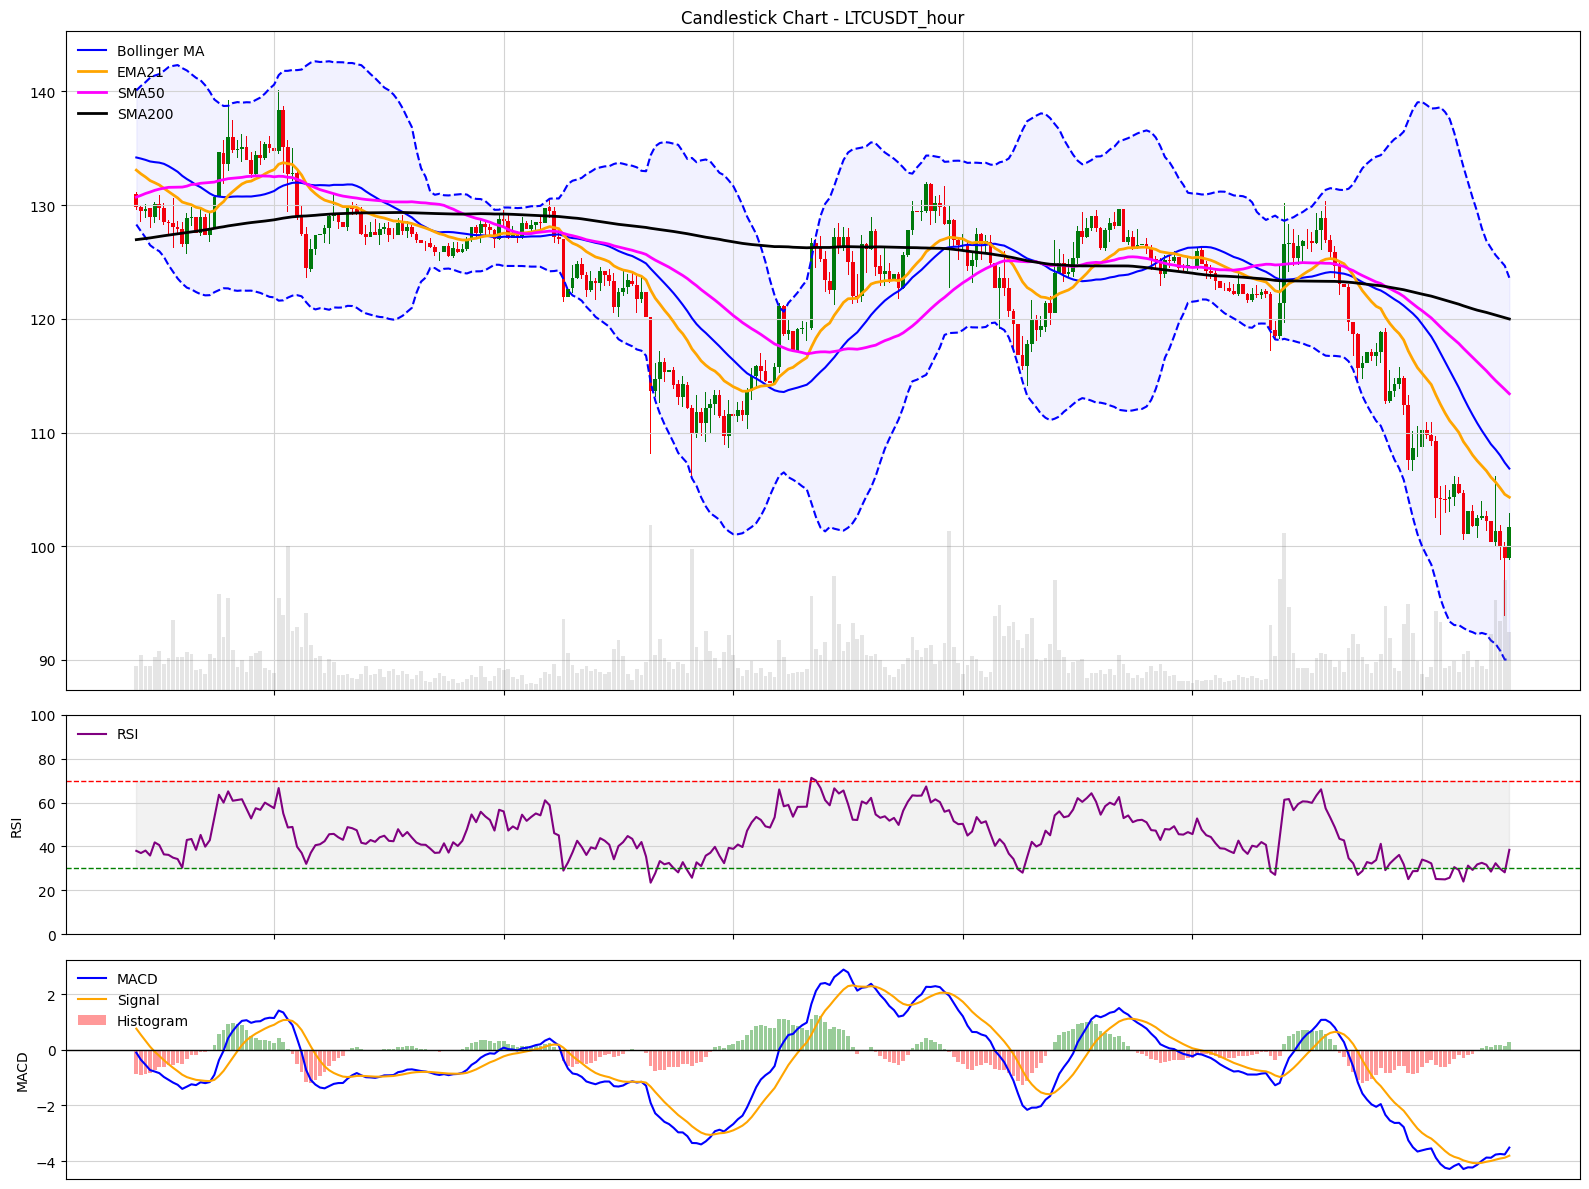 Candlestick Chart - LTCUSDT_hour
Bollinger MA
EMA21
SMA50
SMA200
140
130
120
110
100
90
RSI
100
80
60
40
20
0
RSI
MACD
Signal
Histogram
2
0
−2
−4
MACD